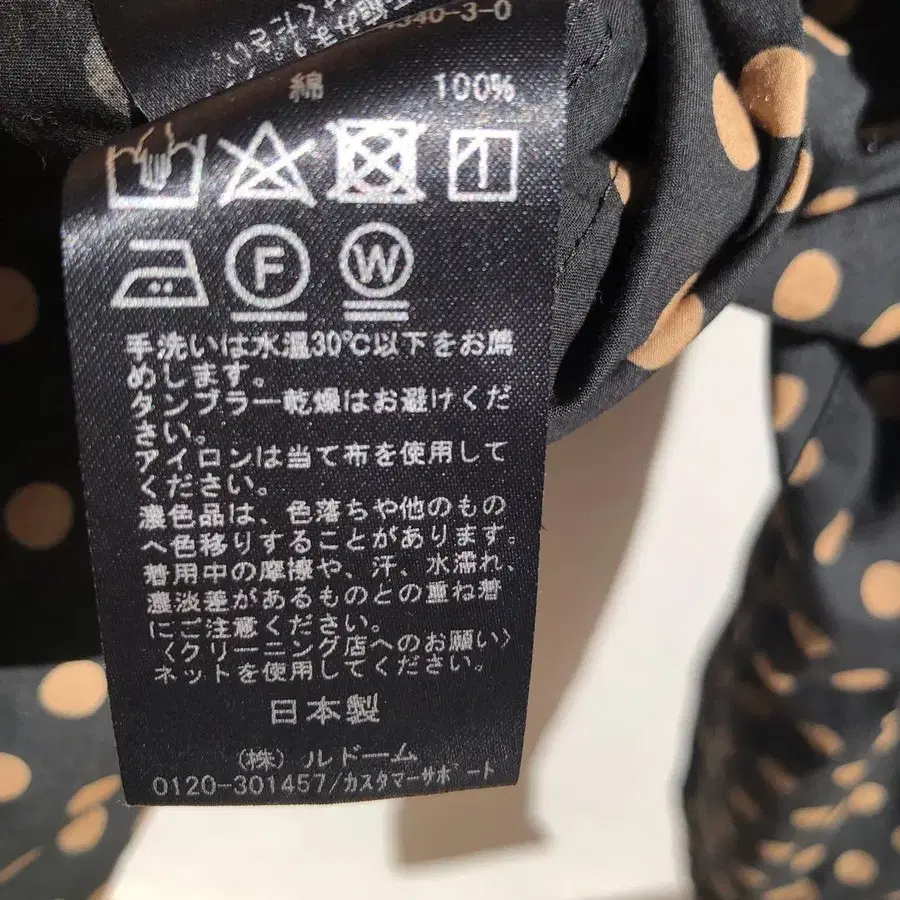 340-3-0
綿 100%
F W
手洗いは水温30℃以下をお薦
めします。
タンブラー乾燥はお避けくだ
さい。
アイロンは当て布を使用して
ください。
濃色品は、色落ちや他のもの
へ色移りすることがあります。
着用中の摩擦や、汗、水濡れ、
濃淡差があるものとの重ね着
にご注意ください。
〈クリーニング店へのお願い〉
ネットを使用してください。
日本製
(株)ルドーム
0120-301457/カスタマーサポート